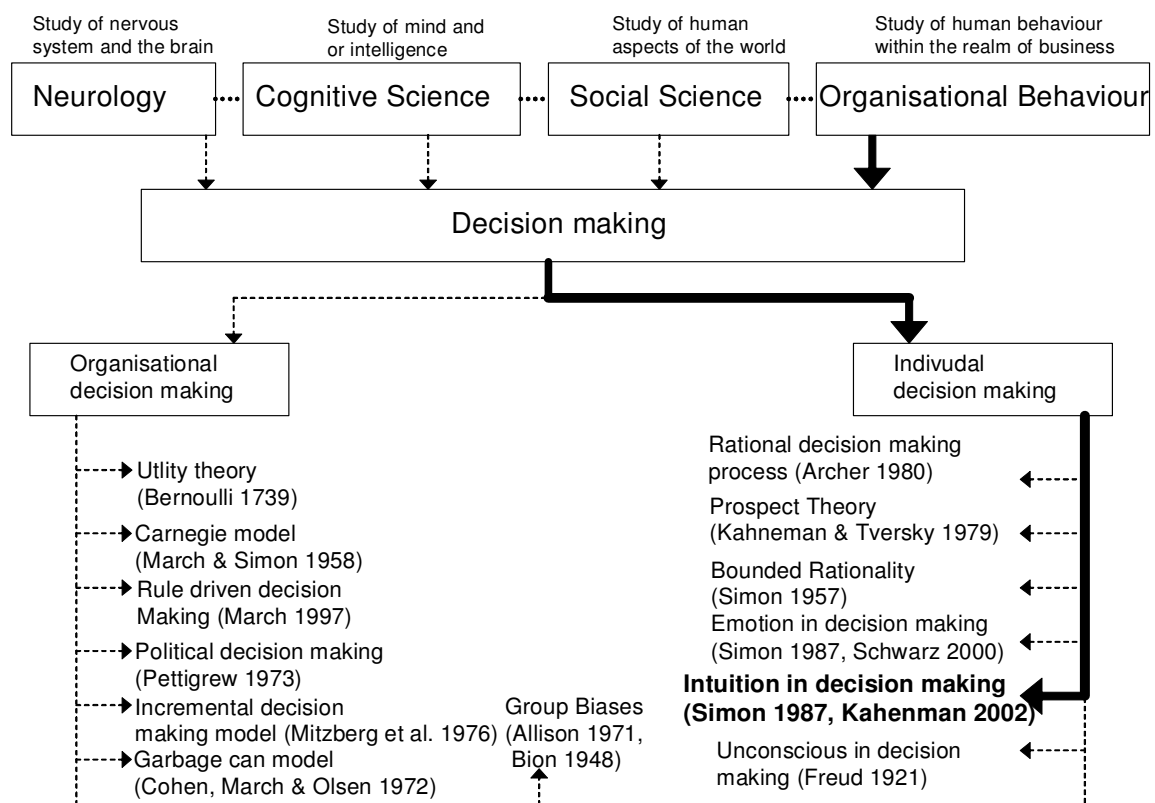 Study of nervous
system and the brain
Study of mind and
or intelligence
Study of human
aspects of the world
Study of human behaviour
within the realm of business
Neurology
Cognitive Science
Social Science
Organisational Behaviour
Decision making
Organisational
decision making
Indivudal
decision making
Utlity theory
(Bernoulli 1739)
Carnegie model
(March & Simon 1958)
Rule driven decision
Making (March 1997)
Political decision making
(Pettigrew 1973)
Incremental decision
making model (Mitzberg et al. 1976)
Garbage can model
(Cohen, March & Olsen 1972)
Group Biases
(Allison 1971,
Bion 1948)
Rational decision making
process (Archer 1980)
Prospect Theory
(Kahneman & Tversky 1979)
Bounded Rationality
(Simon 1957)
Emotion in decision making
(Simon 1987, Schwarz 2000)
Intuition in decision making
(Simon 1987, Kahenman 2002)
Unconscious in decision
making (Freud 1921)